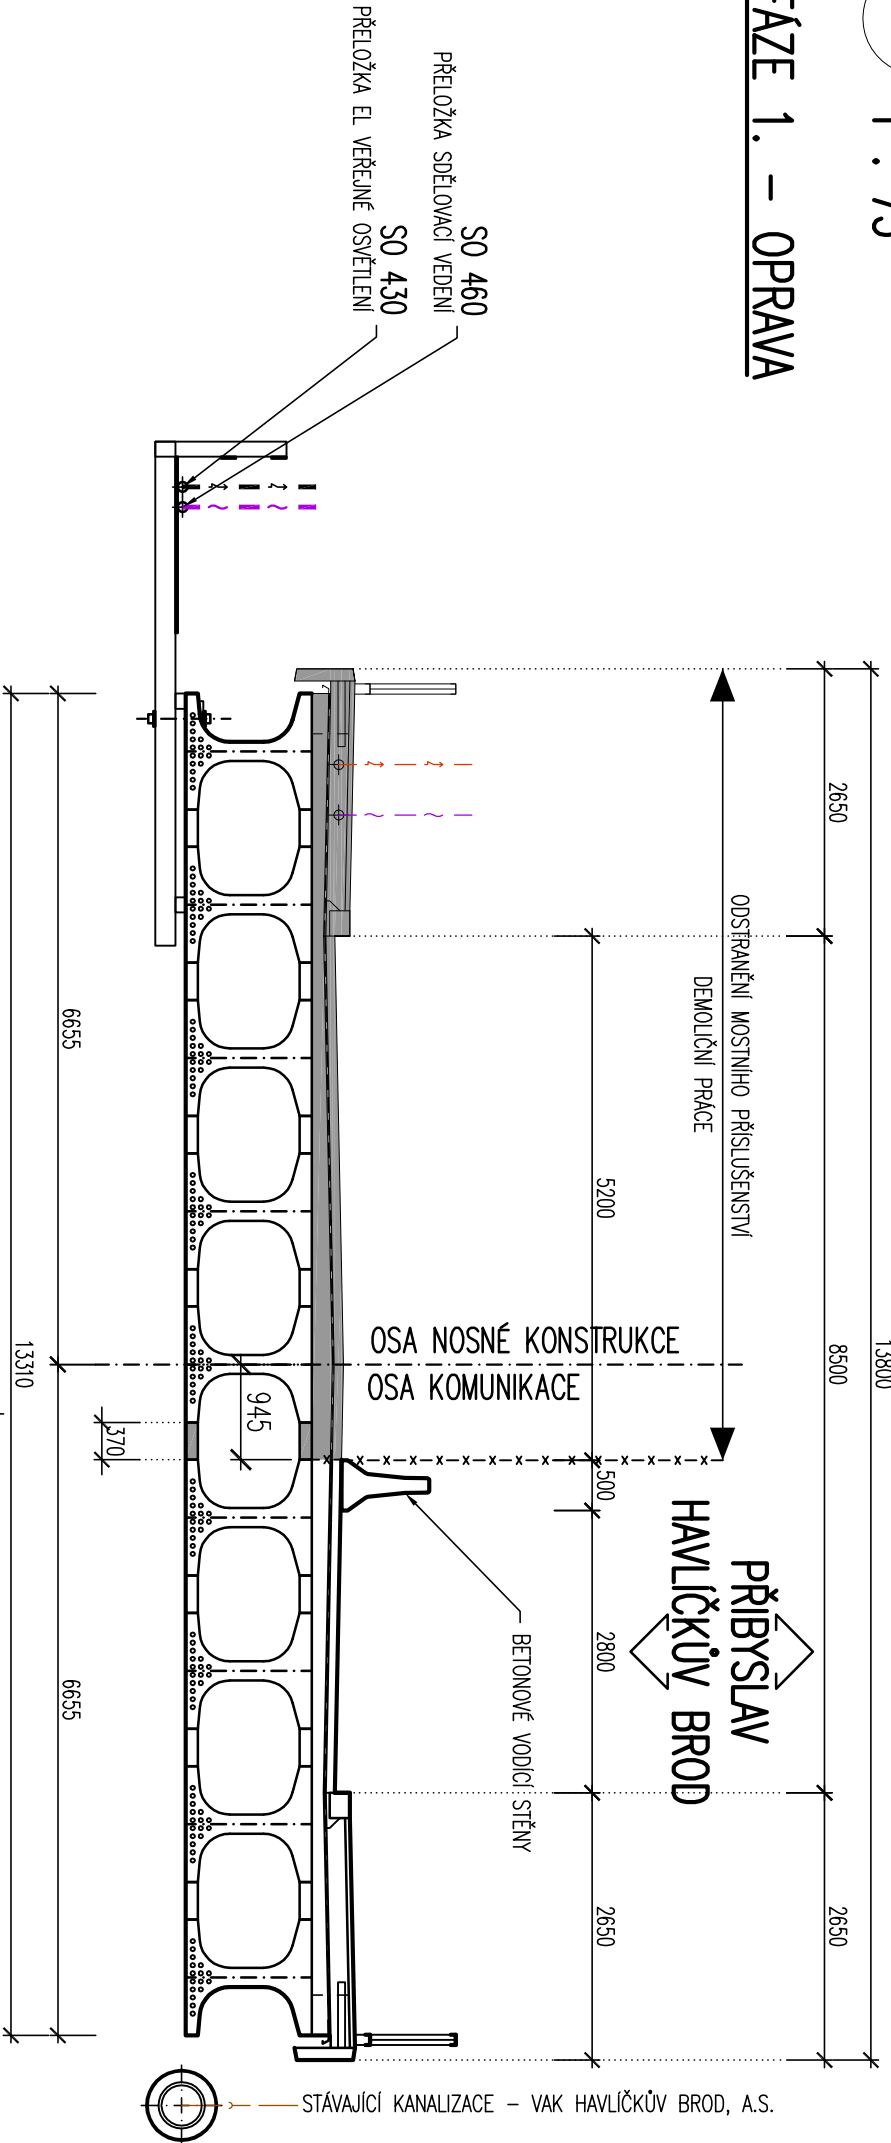 FÁZE 1. – OPRAVA
SO 460
PŘELOŽKA SDĚLOVACÍ VEDENÍ
SO 430
PŘELOŽKA EL VEŘEJNÉ OSVĚTLENÍ
13800
2650
8500
2650
ODSTRANĚNÍ MOSTNÍHO PŘÍSLUŠENSTVÍ
DEMOLIČNÍ PRÁCE
PŘIBYSLAV
HAVLÍČKŮV BROD
5200
500
2800
2650
BETONOVÉ VODÍCÍ STĚNY
OSA NOSNÉ KONSTRUKCE
OSA KOMUNIKACE
945
370
6655
6655
13310
STÁVAJÍCÍ KANALIZACE – VAK HAVLÍČKŮV BROD, A.S.